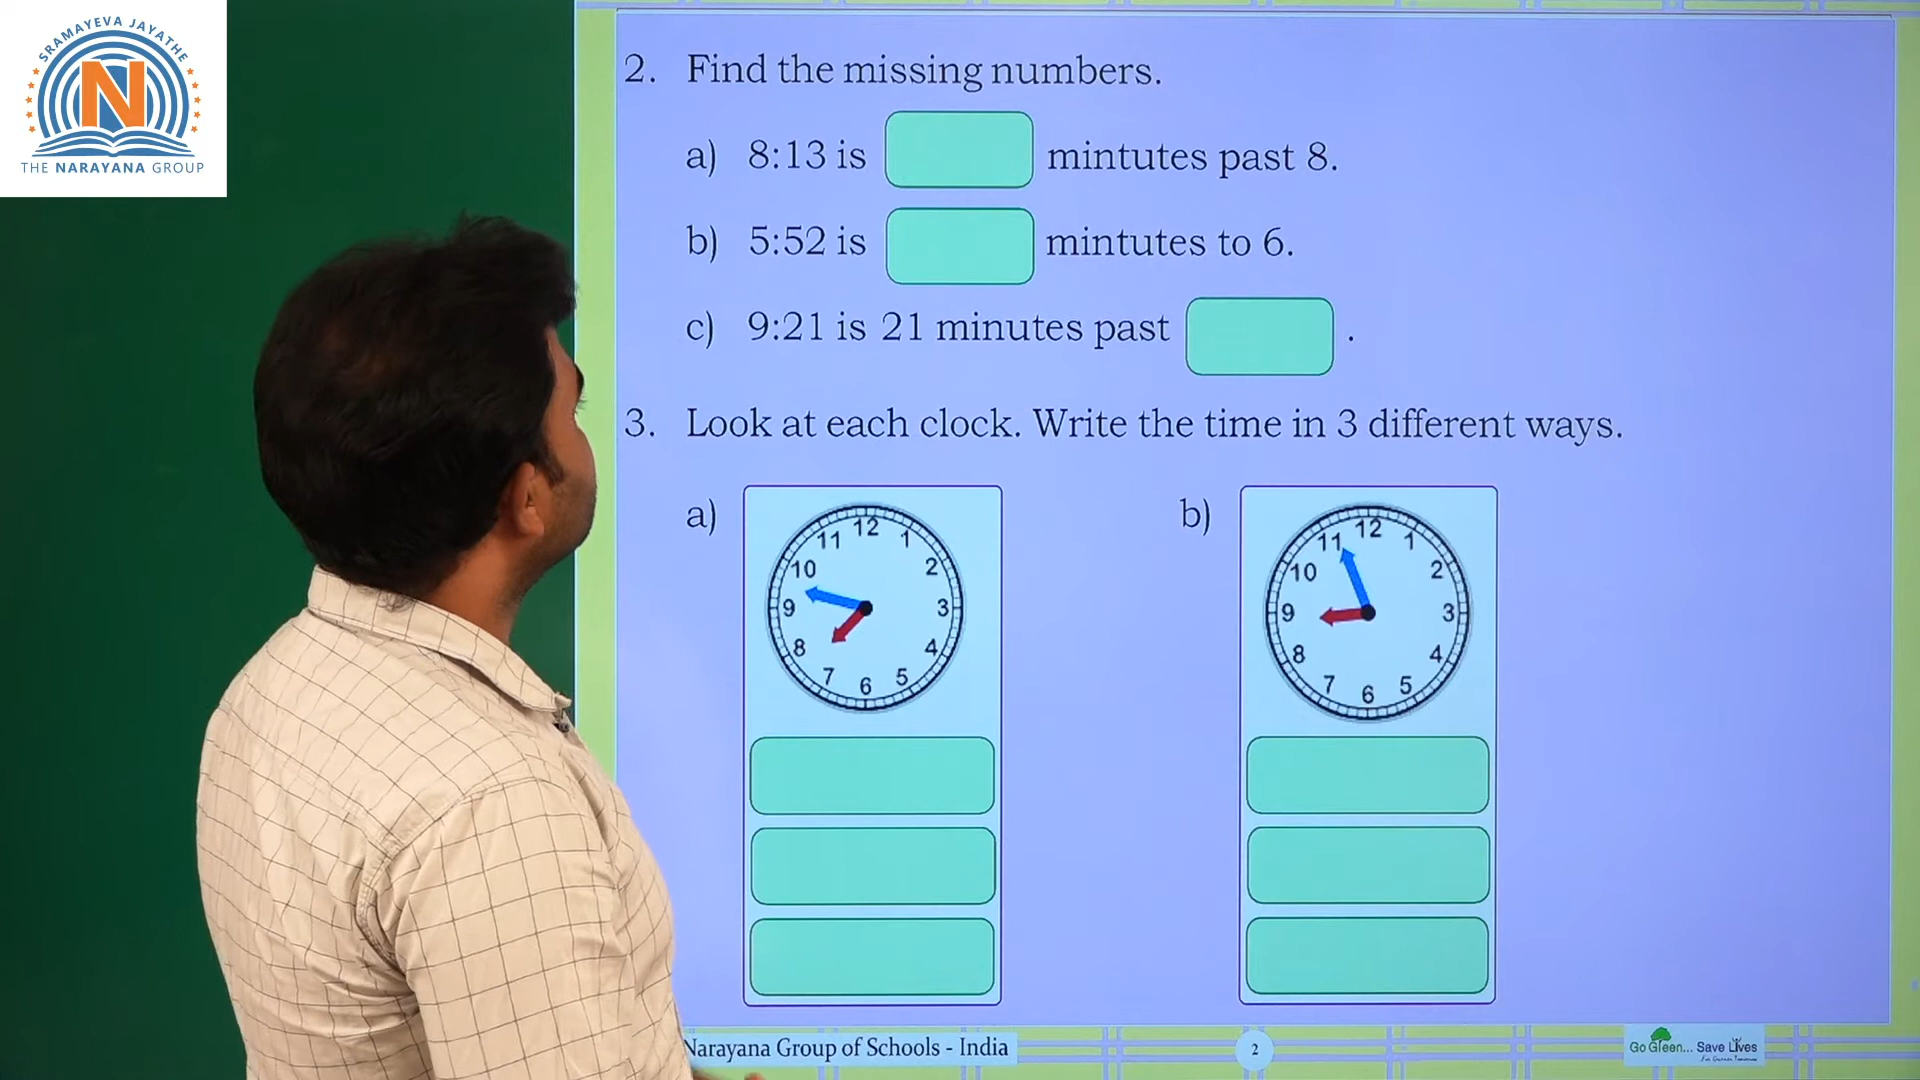 SRAMAYEVA JAYATHE
N
THE NARAYANA GROUP
2. Find the missing numbers.
a) 8:13 is mintutes past 8.
b) 5:52 is mintutes to 6.
c) 9:21 is 21 minutes past .
3. Look at each clock. Write the time in 3 different ways.
a)
12 1 2 3 4 5 6 7 8 9 10 11
b)
12 1 2 3 4 5 6 7 8 9 10 11
Narayana Group of Schools - India
2
Go Green... Save Lives